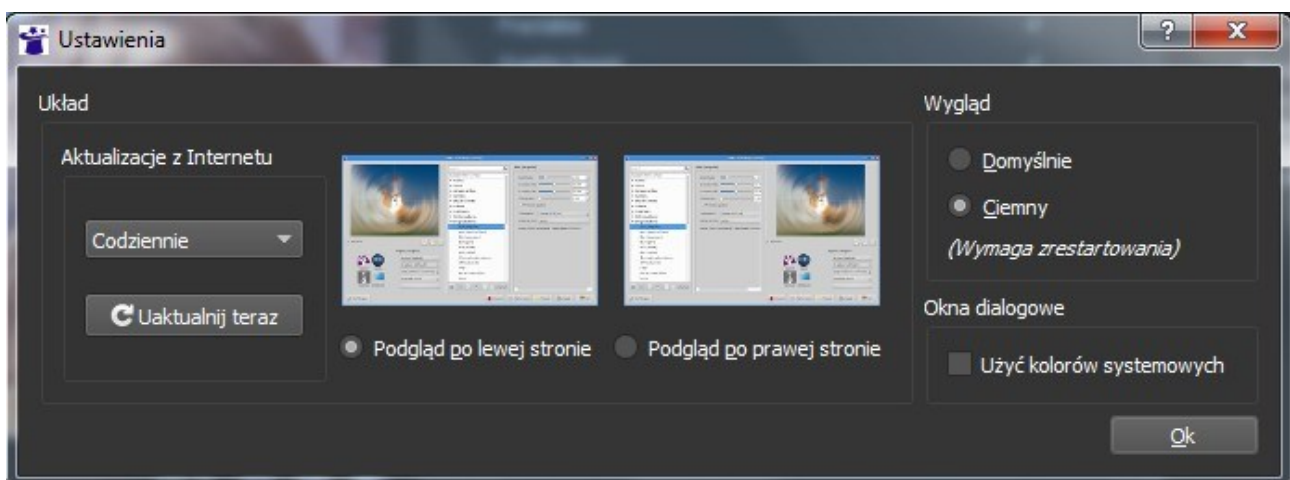 Ustawienia
Układ
Aktualizacje z Internetu
Codziennie
Uaktualnij teraz
Podgląd po lewej stronie
Podgląd po prawej stronie
Wygląd
Domyślnie
Ciemny
(Wymaga zrestartowania)
Okna dialogowe
Użyć kolorów systemowych
Ok